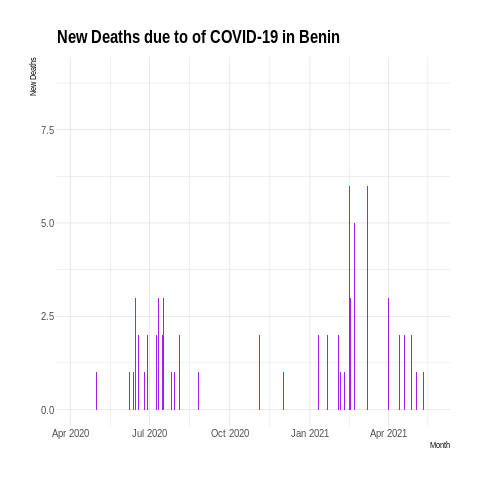 New Deaths due to of COVID-19 in Benin
New Deaths
7.5
5.0
2.5
0.0
Apr 2020 Jul 2020 Oct 2020 Jan 2021 Apr 2021
Month